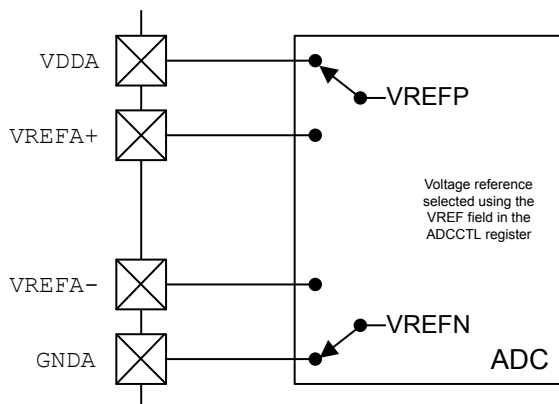 VDDA
VREFP
VREFA+
Voltage reference
selected using the
VREF field in the
ADCCTL register
VREFA-
VREFN
GNDA
ADC